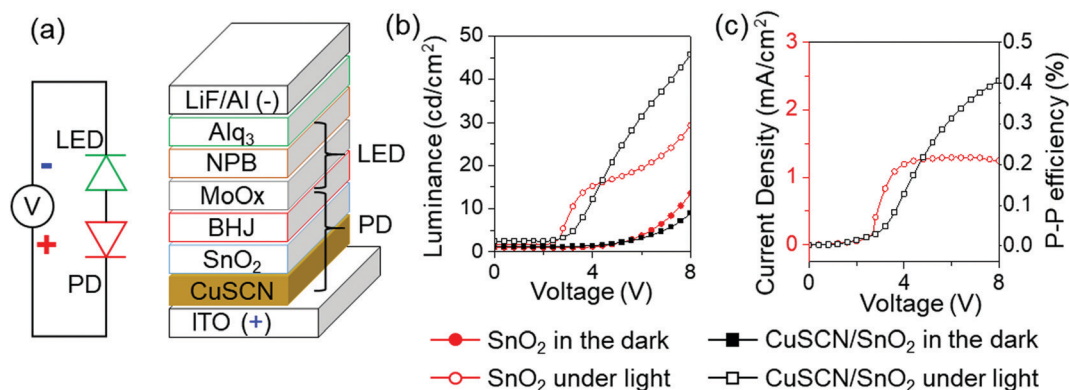 (a)
LED
-
V
+
PD
LiF/Al (-)
Alq3
NPB
MoOx
BHJ
SnO2
CuSCN
ITO (+)
LED
PD
(b)
Luminance (cd/cm2)
50
40
30
20
10
0
0 4 8
Voltage (V)
(c)
Current Density (mA/cm2)
3
2
1
0
0 4 8
Voltage (V)
0.5
0.4
0.3
0.2
0.1
0.0
P-P efficiency (%)
SnO2 in the dark
CuSCN/SnO2 in the dark
SnO2 under light
CuSCN/SnO2 under light